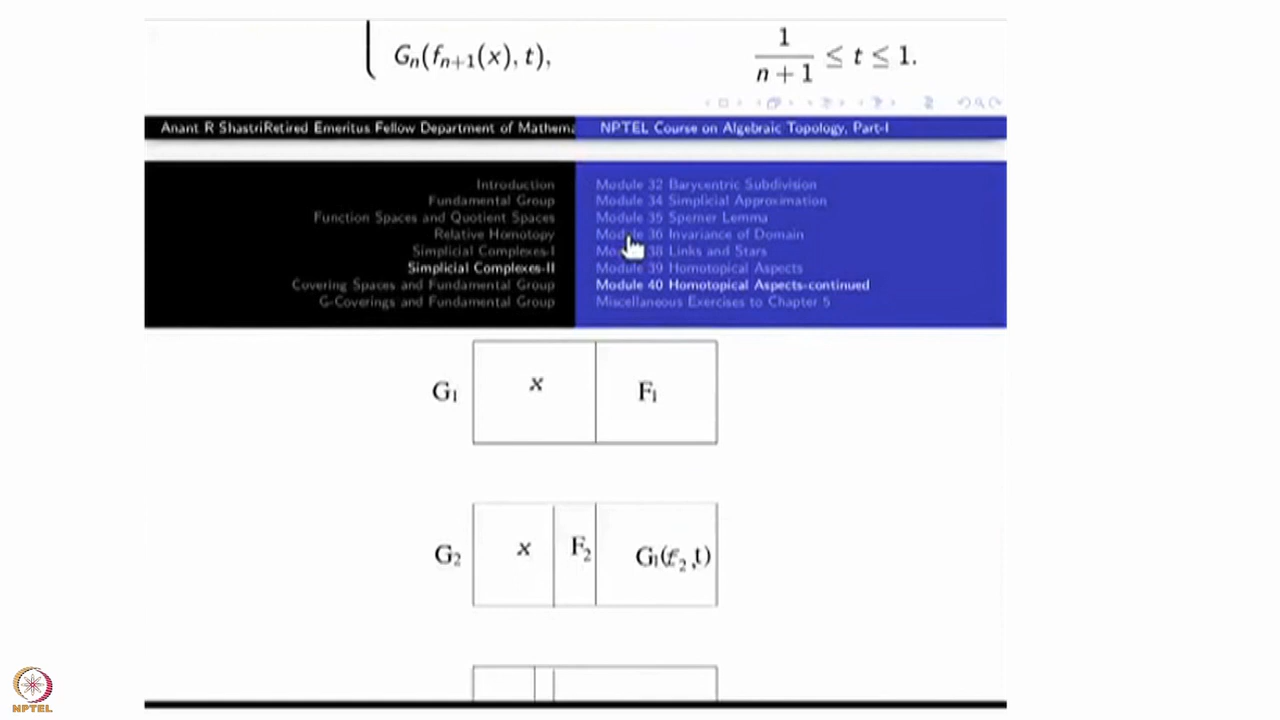 Gₙ(fₙ₊₁(x), t), 1/(n + 1) ≤ t ≤ 1.
Anant R ShastriRetired Emeritus Fellow Department of Mathema NPTEL Course on Algebraic Topology, Part-I
Introduction
Fundamental Group
Function Spaces and Quotient Spaces
Relative Homotopy
Simplicial Complexes-I
Simplicial Complexes-II
Covering Spaces and Fundamental Group
G-Coverings and Fundamental Group
Module 32 Barycentric Subdivision
Module 34 Simplicial Approximation
Module 35 Sperner Lemma
Module 36 Invariance of Domain
Module 38 Links and Stars
Module 39 Homotopical Aspects
Module 40 Homotopical Aspects-continued
Miscellaneous Exercises to Chapter 5
G₁ x F₁
G₂ x F₂ G₁(f₂,t)
NPTEL